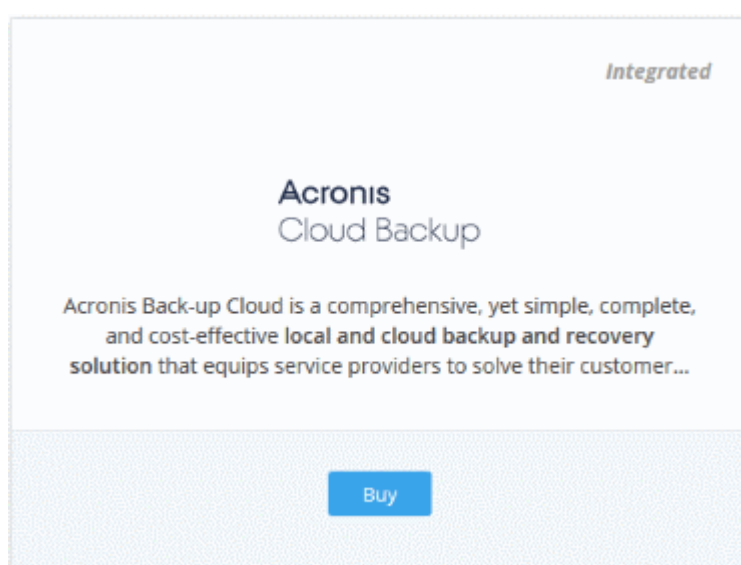 Integrated
Acronis
Cloud Backup
Acronis Back-up Cloud is a comprehensive, yet simple, complete,
and cost-effective local and cloud backup and recovery
solution that equips service providers to solve their customer...
Buy